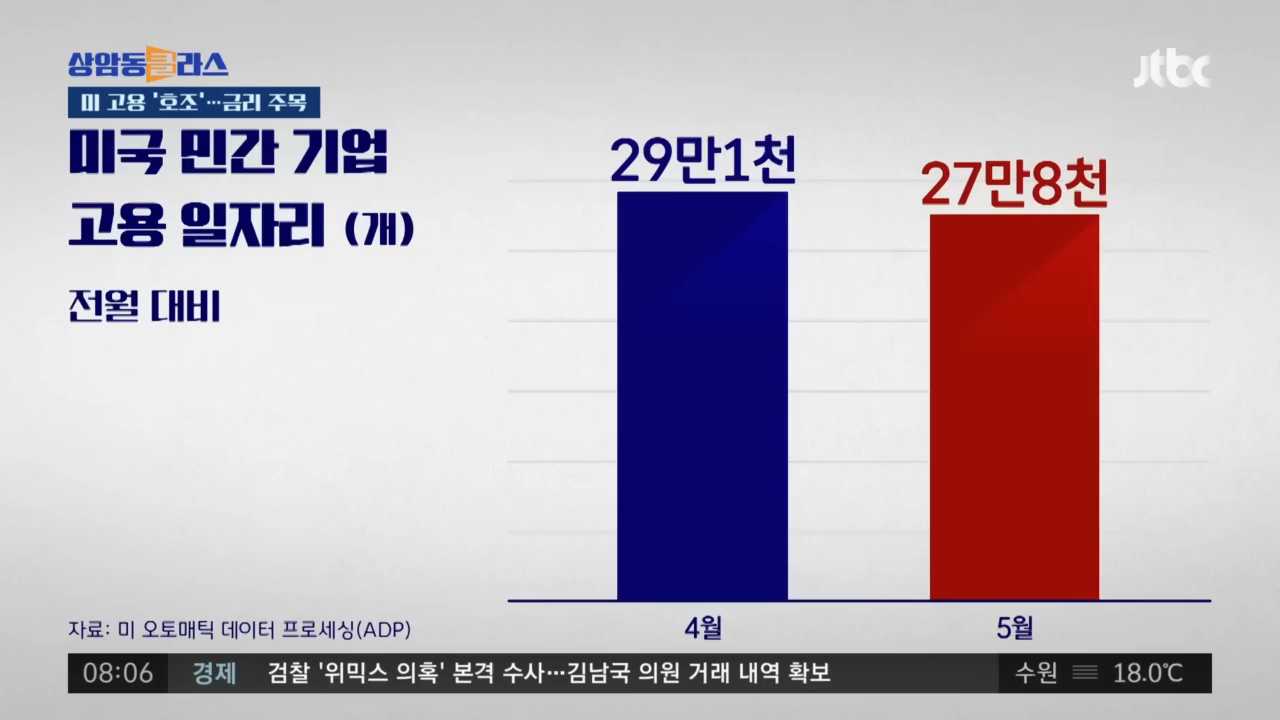 상암동클라스
jtbc
미 고용 '호조'…금리 주목
미국 민간 기업
고용 일자리 (개)
전월 대비
29만1천
27만8천
4월
5월
자료: 미 오토매틱 데이터 프로세싱(ADP)
08:06 경제 검찰 '위믹스 의혹' 본격 수사…김남국 의원 거래 내역 확보 수원 18.0℃